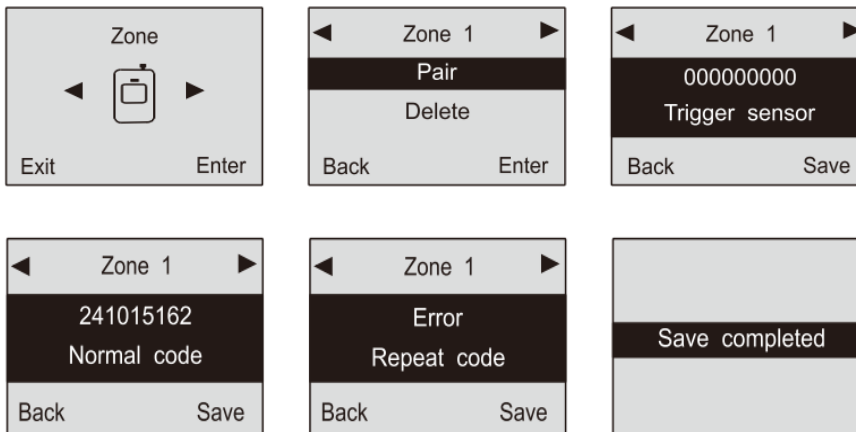 Zone
Exit Enter
Zone 1
Pair
Delete
Back Enter
Zone 1
000000000
Trigger sensor
Back Save
Zone 1
241015162
Normal code
Back Save
Zone 1
Error
Repeat code
Back Save
Save completed